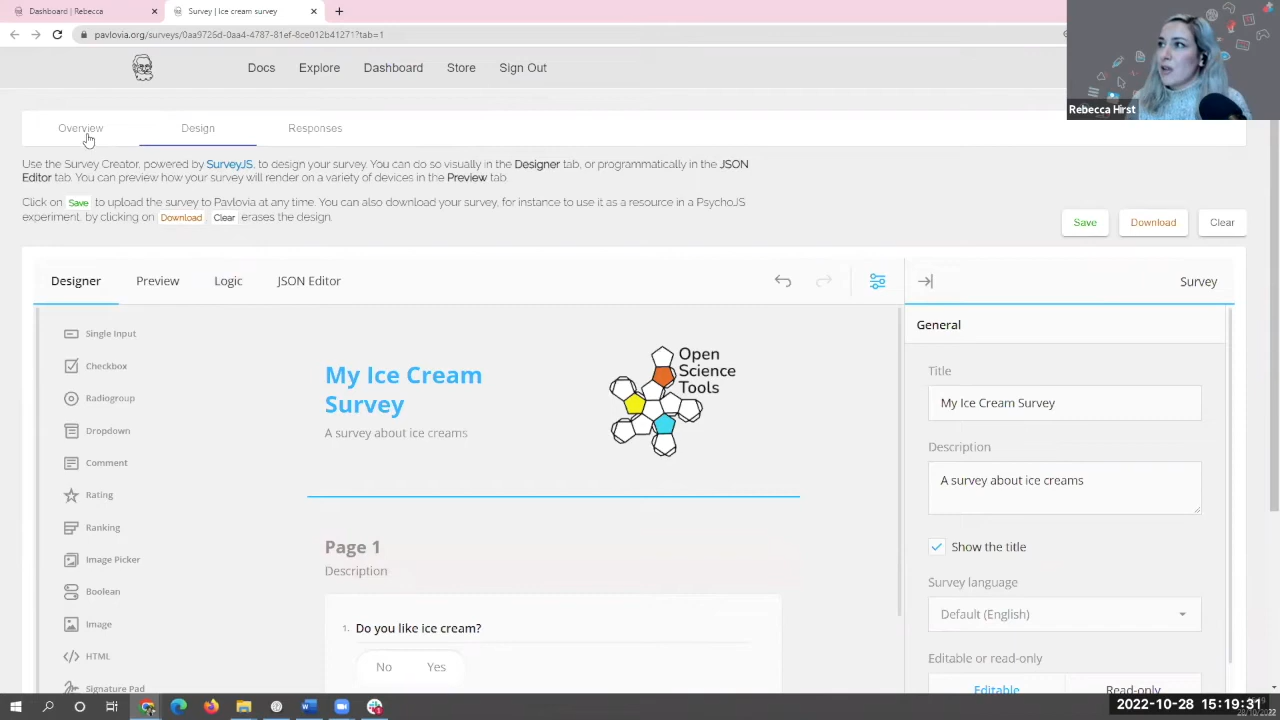 Dashboard | Rebecca
Survey | Ice cream survey
pavlovia.org/surveys/0aa9726d-0aa4-4787-81ef-8ce012b41271?tab=1
Docs Explore Dashboard Store Sign Out
Rebecca Hirst
Overview Design Responses
Use the Survey Creator, powered by SurveyJS, to design your survey. You can do so visually in the Designer tab, or programmatically in the JSON
Editor tab. You can preview how your survey will render on a variety of devices in the Preview tab.
Click on Save to upload the survey to Pavlovia at any time. You can also download your survey, for instance to use it as a resource in a PsychoJS
experiment, by clicking on Download Clear erases the design.
Save Download Clear
Designer Preview Logic JSON Editor
Survey
General
Single Input
Checkbox
Radiogroup
Dropdown
Comment
Rating
Ranking
Image Picker
Boolean
Image
HTML
Signature Pad
My Ice Cream
Survey
A survey about ice creams
Open
Science
Tools
Page 1
Description
1. Do you like ice cream?
No Yes
Title
My Ice Cream Survey
Description
A survey about ice creams
Show the title
Survey language
Default (English)
Editable or read-only
Editable Read-only
2022-10-28 15:19:31